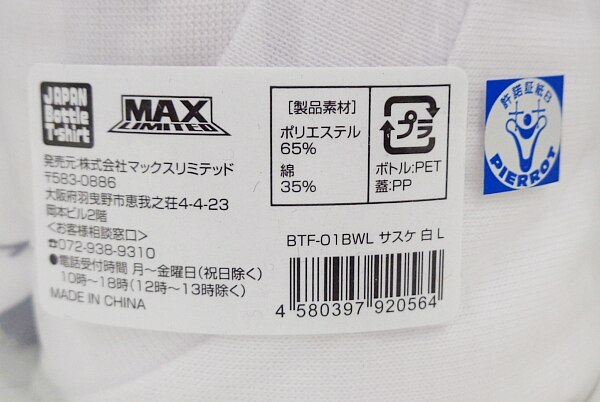 JAPAN
Bottle
T-shirt
MAX
LIMITED
発売元:株式会社マックスリミテッド
〒583-0886
大阪府羽曳野市恵我之荘4-4-23
岡本ビル2階
<お客様相談窓口>
☎072-938-9310
●電話受付時間 月〜金曜日(祝日除く)
10時〜18時(12時〜13時除く)
MADE IN CHINA
[製品素材]
ポリエステル
65%
綿
35%
プラ
ボトル:PET
蓋:PP
BTF-01BWL サスケ 白 L
4 580397 920564
許諾証紙B
PIERROT